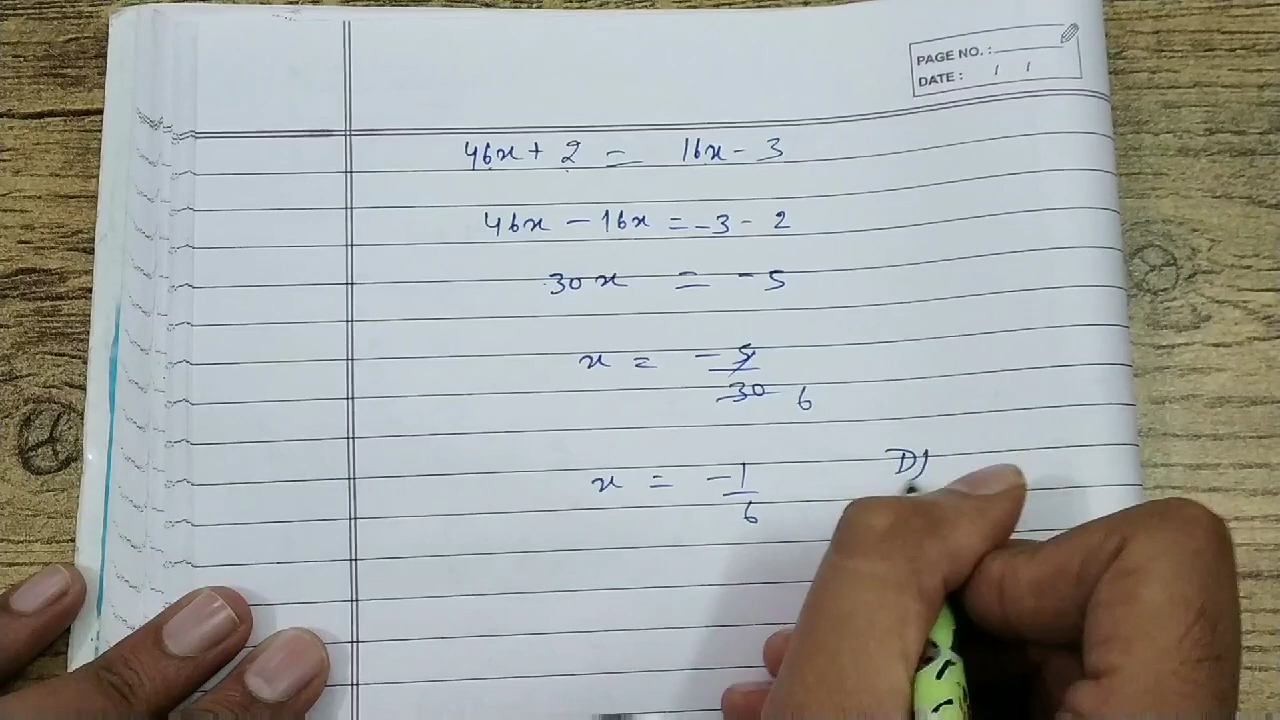 PAGE NO. :
DATE : / /
46x + 2 = 16x - 3
46x - 16x = -3 - 2
30x = -5
x = -5/30 6
x = -1/6 D)